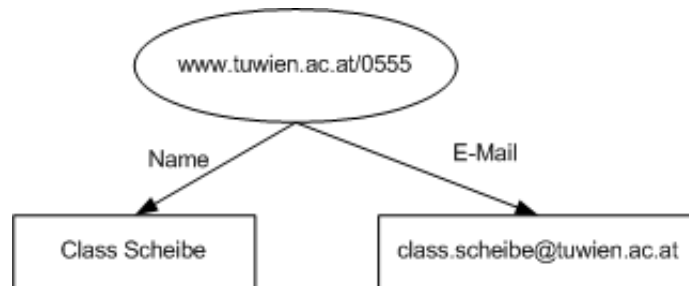 www.tuwien.ac.at/0555
Name
E-Mail
Class Scheibe
class.scheibe@tuwien.ac.at